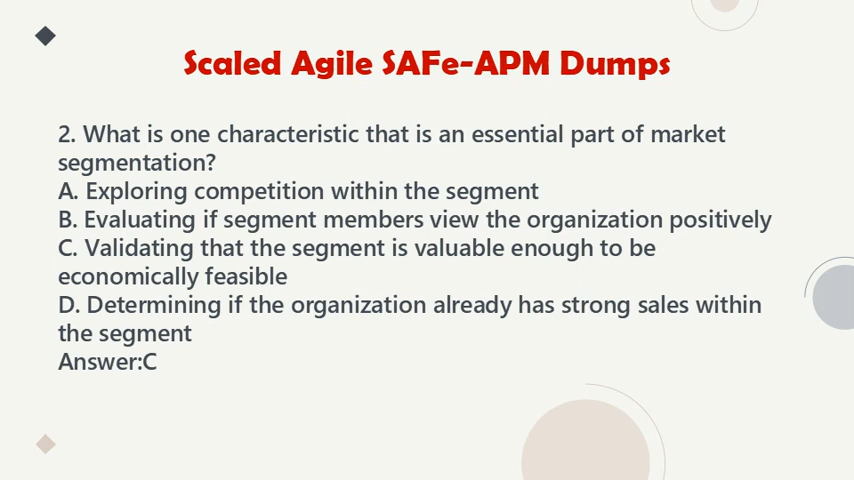 Scaled Agile SAFe-APM Dumps
2. What is one characteristic that is an essential part of market
segmentation?
A. Exploring competition within the segment
B. Evaluating if segment members view the organization positively
C. Validating that the segment is valuable enough to be
economically feasible
D. Determining if the organization already has strong sales within
the segment
Answer:C